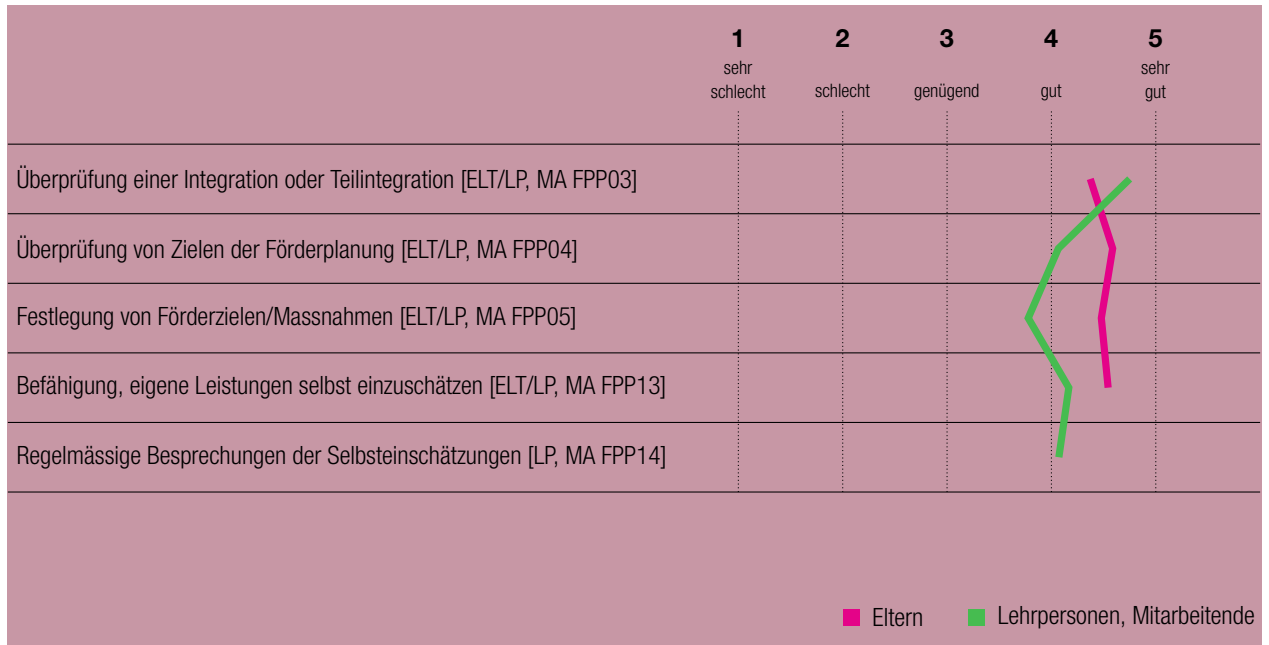 1 2 3 4 5
sehr schlecht schlecht genügend gut sehr gut
Überprüfung einer Integration oder Teilintegration [ELT/LP, MA FPP03]
Überprüfung von Zielen der Förderplanung [ELT/LP, MA FPP04]
Festlegung von Förderzielen/Massnahmen [ELT/LP, MA FPP05]
Befähigung, eigene Leistungen selbst einzuschätzen [ELT/LP, MA FPP13]
Regelmässige Besprechungen der Selbsteinschätzungen [LP, MA FPP14]
Eltern Lehrpersonen, Mitarbeitende